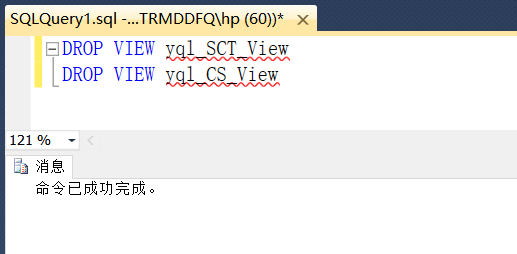 SQLQuery1.sql -...TRMDDFQ\hp (60))*
DROP VIEW yql_SCT_View
DROP VIEW yql_CS_View
121 %
消息
命令已成功完成。